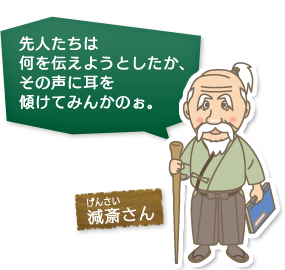 先人たちは
何を伝えようとしたか、
その声に耳を
傾けてみんかのぉ。
げんさい
減斎さん